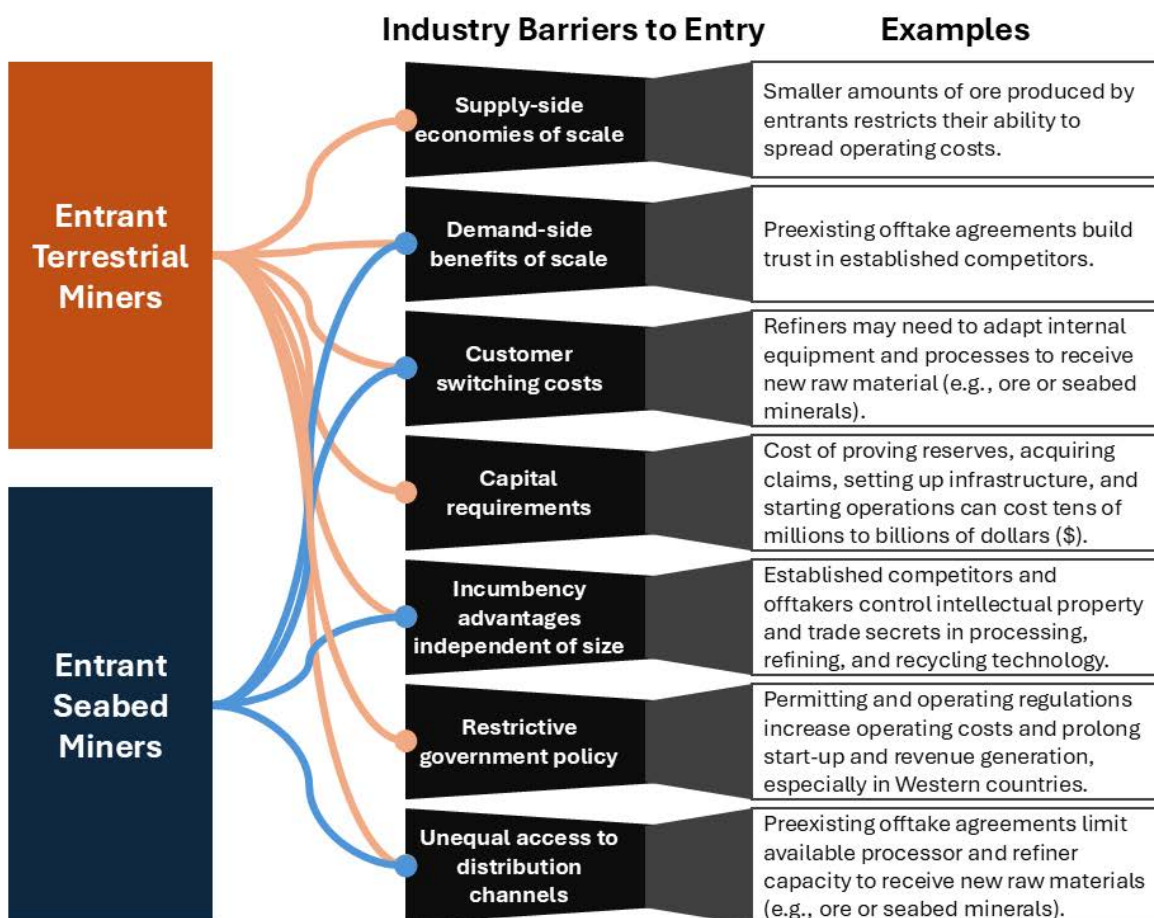 Industry Barriers to Entry
Examples
Entrant
Terrestrial
Miners
Entrant
Seabed
Miners
Supply-side
economies of scale
Smaller amounts of ore produced by
entrants restricts their ability to
spread operating costs.
Demand-side
benefits of scale
Preexisting offtake agreements build
trust in established competitors.
Customer
switching costs
Refiners may need to adapt internal
equipment and processes to receive
new raw material (e.g., ore or seabed
minerals).
Capital
requirements
Cost of proving reserves, acquiring
claims, setting up infrastructure, and
starting operations can cost tens of
millions to billions of dollars ($).
Incumbency
advantages
independent of size
Established competitors and
offtakers control intellectual property
and trade secrets in processing,
refining, and recycling technology.
Restrictive
government policy
Permitting and operating regulations
increase operating costs and prolong
start-up and revenue generation,
especially in Western countries.
Unequal access to
distribution
channels
Preexisting offtake agreements limit
available processor and refiner
capacity to receive new raw materials
(e.g., ore or seabed minerals).